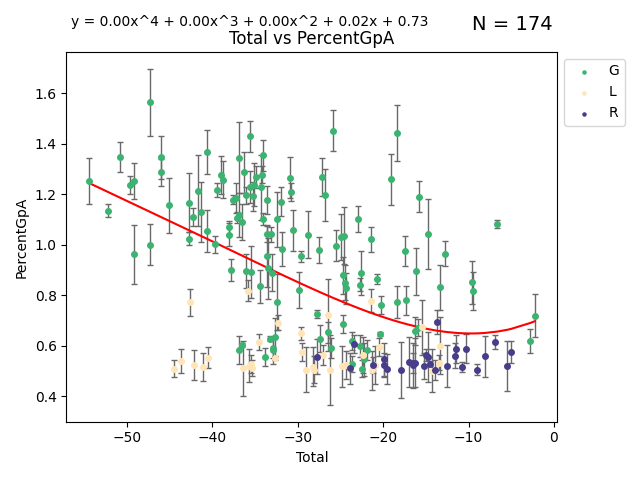 y = 0.00x^4 + 0.00x^3 + 0.00x^2 + 0.02x + 0.73
N = 174
Total vs PercentGpA
G
L
R
PercentGpA
1.6
1.4
1.2
1.0
0.8
0.6
0.4
−50 −40 −30 −20 −10 0
Total